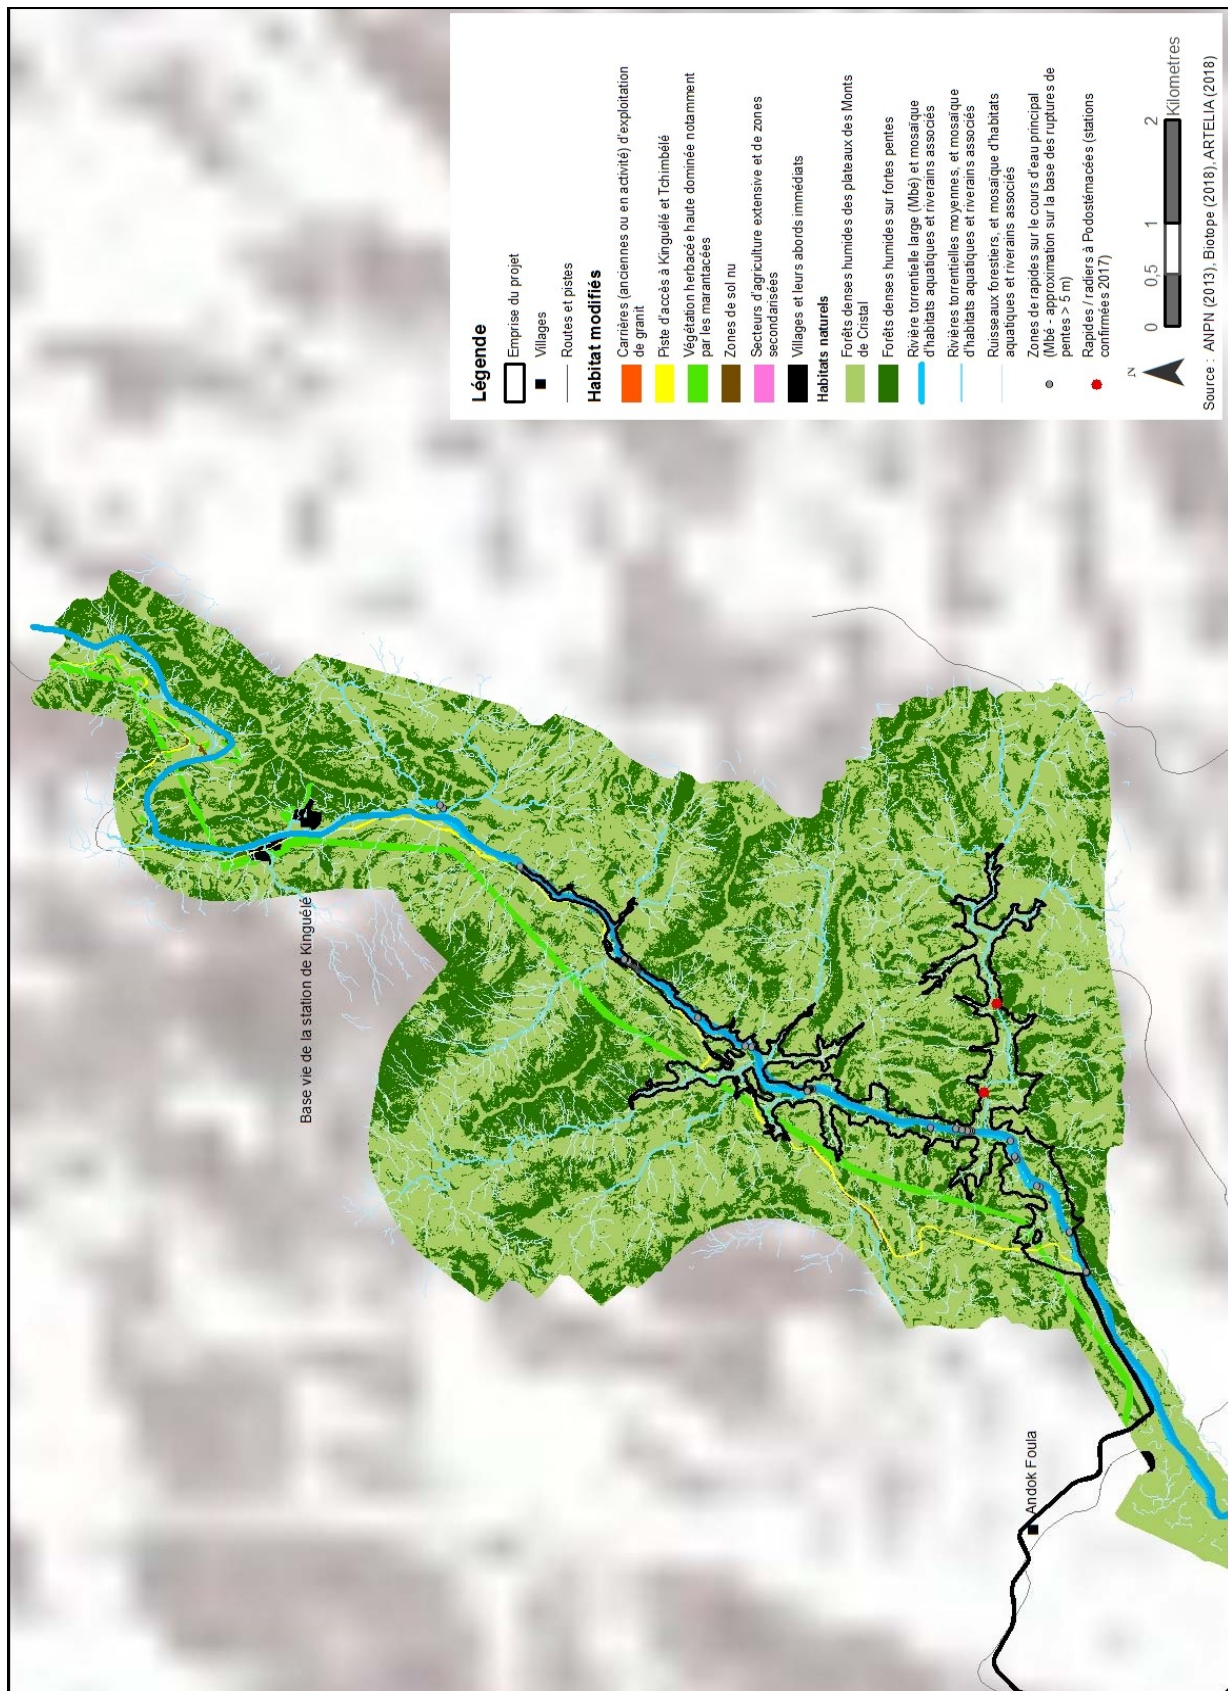 Base vie de la station de Kinguélé
Andok Foula
Légende
Emprise du projet
Villages
Routes et pistes
Habitat modifiés
Carrières (anciennes ou en activité) d'exploitation
de granit
Piste d'accès à Kinguélé et Tchimbélé
Végétation herbacée haute dominée notamment
par les marantacées
Zones de sol nu
Secteurs d'agriculture extensive et de zones
secondarisées
Villages et leurs abords immédiats
Habitats naturels
Forêts denses humides des plateaux des Monts
de Cristal
Forêts denses humides sur fortes pentes
Rivière torrentielle large (Mbé) et mosaïque
d'habitats aquatiques et riverains associés
Rivières torrentielles moyennes, et mosaïque
d'habitats aquatiques et riverains associés
Ruisseaux forestiers, et mosaïque d'habitats
aquatiques et riverains associés
Zones de rapides sur le cours d'eau principal
(Mbé - approximation sur la base des ruptures de
pentes > 5 m)
Rapides / radiers à Podostémacées (stations
confirmées 2017)
N
0 0,5 1 2
Kilometres
Source : ANPN (2013), Biotope (2018), ARTELIA (2018)